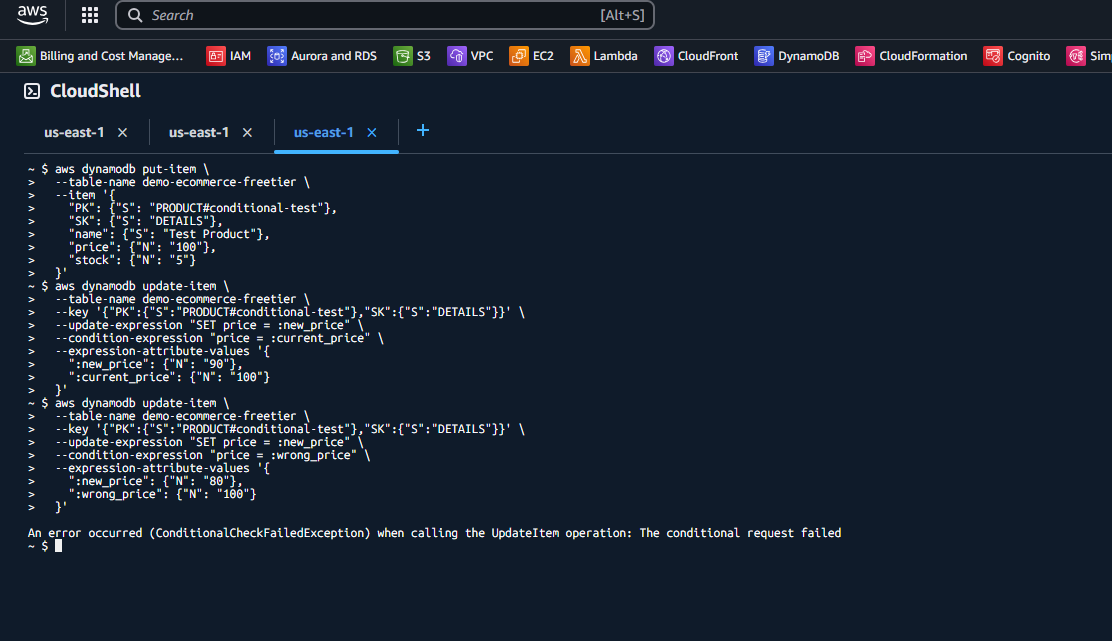 aws
Search [Alt+S]
Billing and Cost Manage... IAM Aurora and RDS S3 VPC EC2 Lambda CloudFront DynamoDB CloudFormation Cognito Sim
CloudShell
us-east-1 us-east-1 us-east-1 +
~ $ aws dynamodb put-item \
>   --table-name demo-ecommerce-freetier \
>   --item '{
>     "PK": {"S": "PRODUCT#conditional-test"},
>     "SK": {"S": "DETAILS"},
>     "name": {"S": "Test Product"},
>     "price": {"N": "100"},
>     "stock": {"N": "5"}
>   }'
~ $ aws dynamodb update-item \
>   --table-name demo-ecommerce-freetier \
>   --key '{"PK":{"S":"PRODUCT#conditional-test"},"SK":{"S":"DETAILS"}}' \
>   --update-expression "SET price = :new_price" \
>   --condition-expression "price = :current_price" \
>   --expression-attribute-values '{
>     ":new_price": {"N": "90"},
>     ":current_price": {"N": "100"}
>   }'
~ $ aws dynamodb update-item \
>   --table-name demo-ecommerce-freetier \
>   --key '{"PK":{"S":"PRODUCT#conditional-test"},"SK":{"S":"DETAILS"}}' \
>   --update-expression "SET price = :new_price" \
>   --condition-expression "price = :wrong_price" \
>   --expression-attribute-values '{
>     ":new_price": {"N": "80"},
>     ":wrong_price": {"N": "100"}
>   }'
An error occurred (ConditionalCheckFailedException) when calling the UpdateItem operation: The conditional request failed
~ $